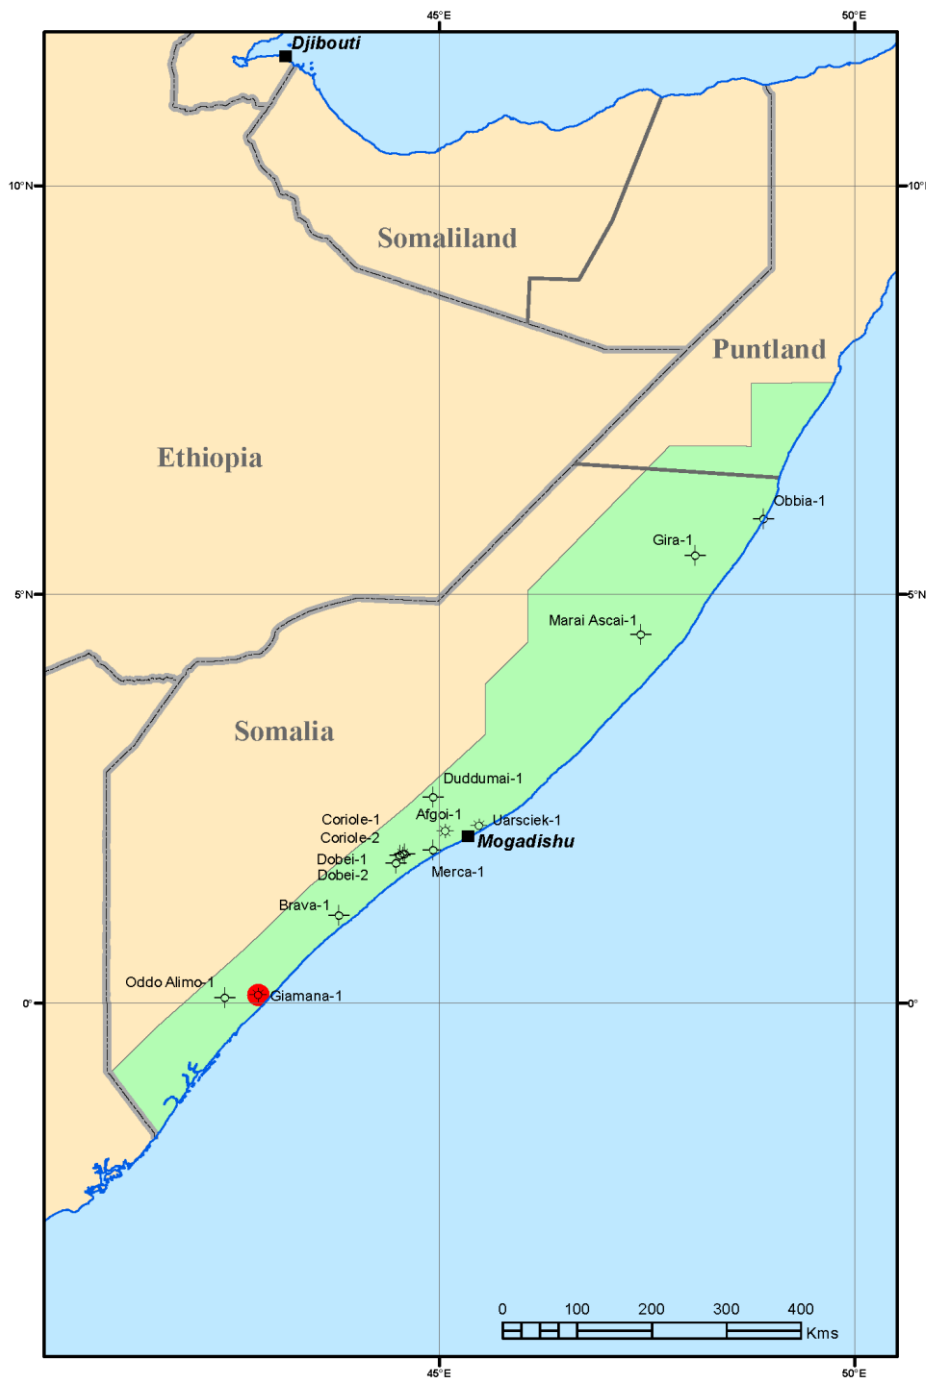 45°E
50°E
Djibouti
10°N
10°N
Somaliland
Puntland
Ethiopia
Obbia-1
Gira-1
5°N
5°N
Marai Ascai-1
Somalia
Duddumai-1
Afgoi-1
Coriole-1
Uarsciek-1
Coriole-2
Mogadishu
Dobei-1
Merca-1
Dobei-2
Brava-1
Oddo Alimo-1
Giamana-1
0°
0°
0 100 200 300 400
Kms
45°E
50°E